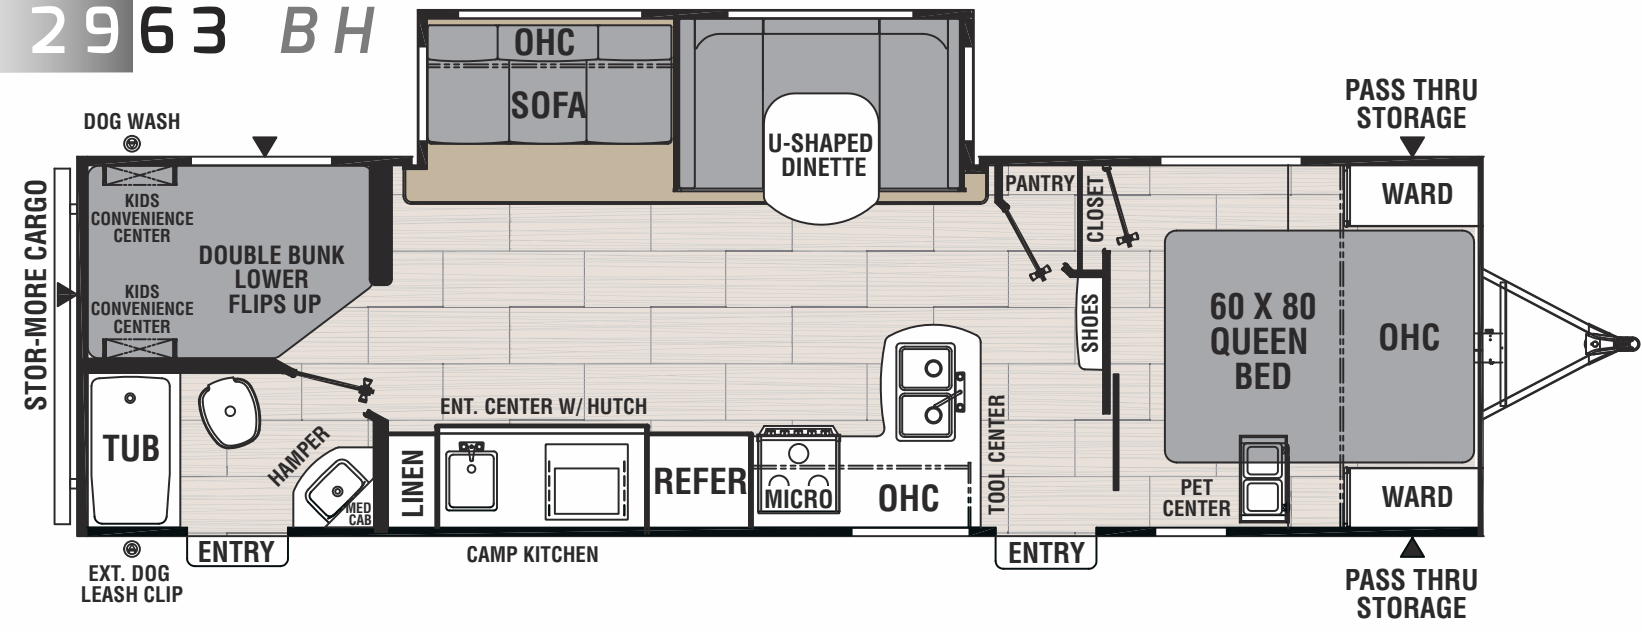 2963 BH
DOG WASH
STOR-MORE CARGO
KIDS
CONVENIENCE
CENTER
DOUBLE BUNK
LOWER
FLIPS UP
KIDS
CONVENIENCE
CENTER
OHC
SOFA
U-SHAPED
DINETTE
PANTRY
CLOSET
SHOES
PASS THRU
STORAGE
WARD
60 X 80
QUEEN
BED
OHC
TUB
HAMPER
MED
CAB
LINEN
ENT. CENTER W/ HUTCH
REFER
MICRO
OHC
TOOL CENTER
PET
CENTER
WARD
ENTRY
CAMP KITCHEN
ENTRY
EXT. DOG
LEASH CLIP
PASS THRU
STORAGE